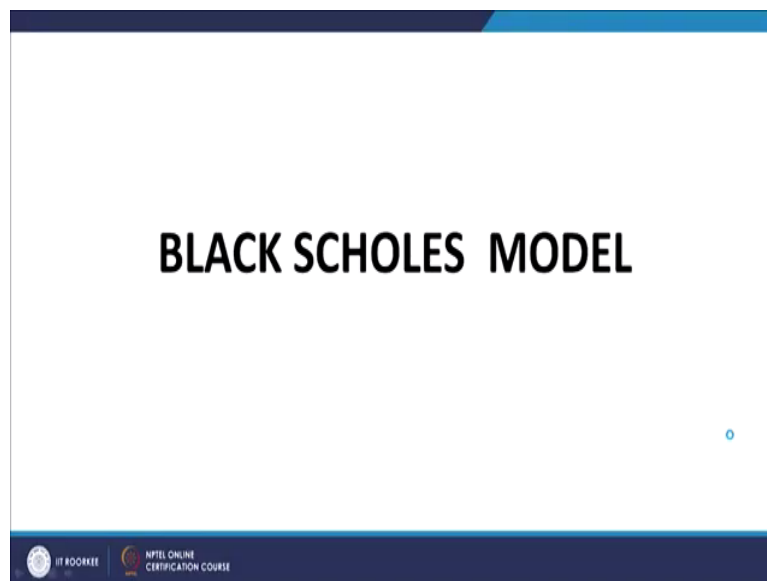 BLACK SCHOLES MODEL
IIT ROORKEE
NPTEL ONLINE
CERTIFICATION COURSE